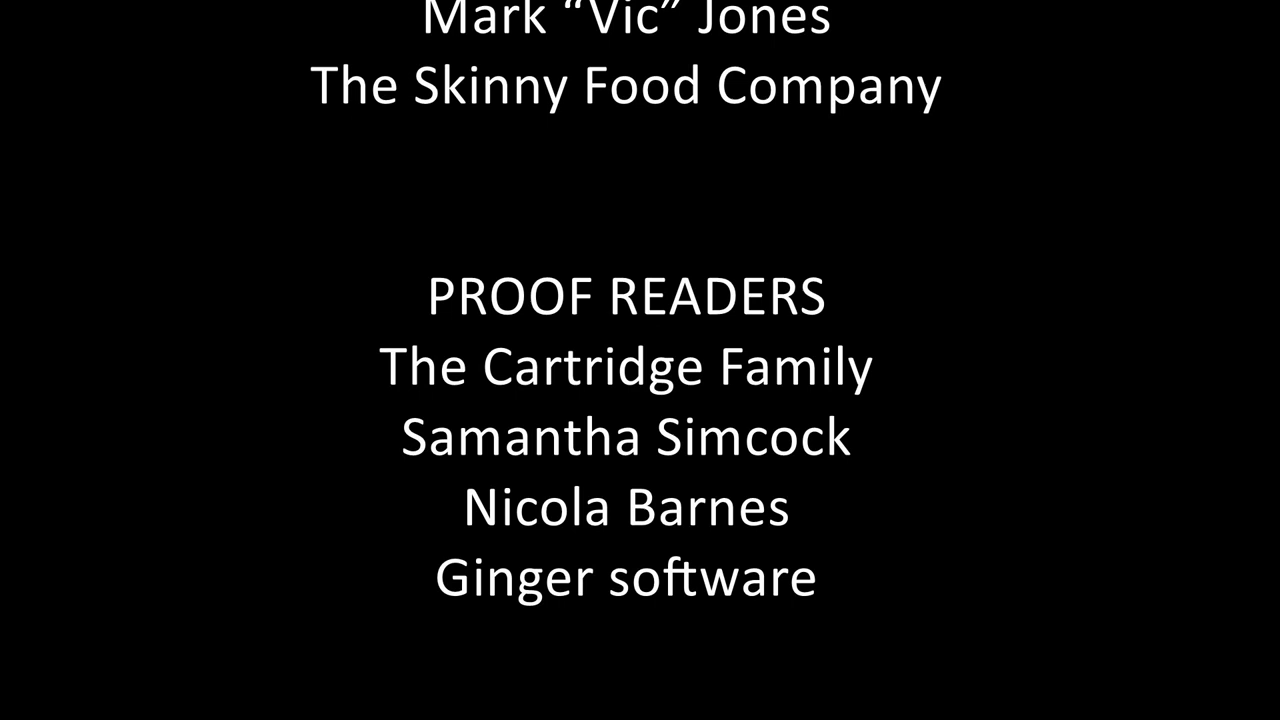 Mark “Vic” Jones
The Skinny Food Company
PROOF READERS
The Cartridge Family
Samantha Simcock
Nicola Barnes
Ginger software